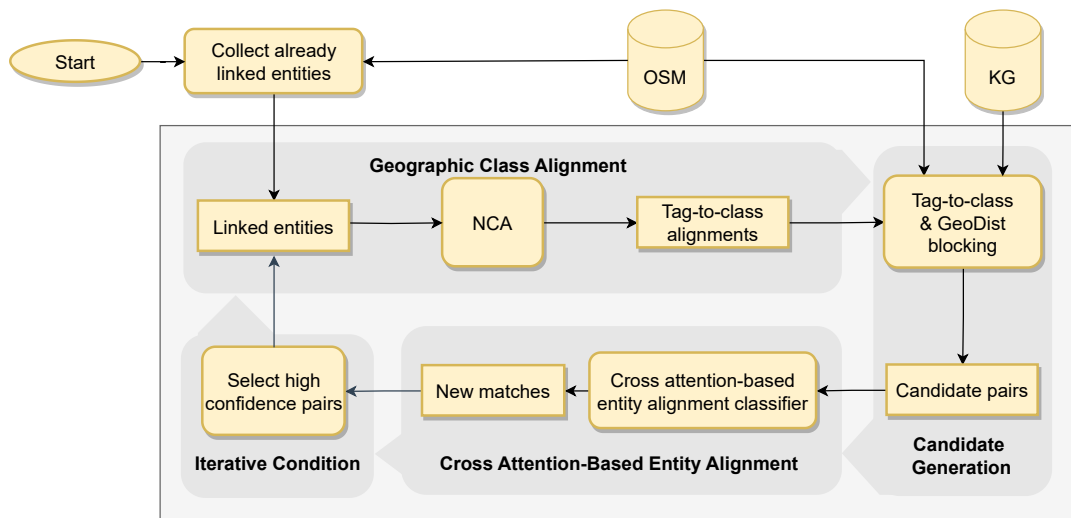 Start
Collect already
linked entities
OSM
KG
Geographic Class Alignment
Linked entities
NCA
Tag-to-class
alignments
Tag-to-class
& GeoDist
blocking
Select high
confidence pairs
New matches
Cross attention-based
entity alignment classifier
Candidate pairs
Iterative Condition
Cross Attention-Based Entity Alignment
Candidate
Generation